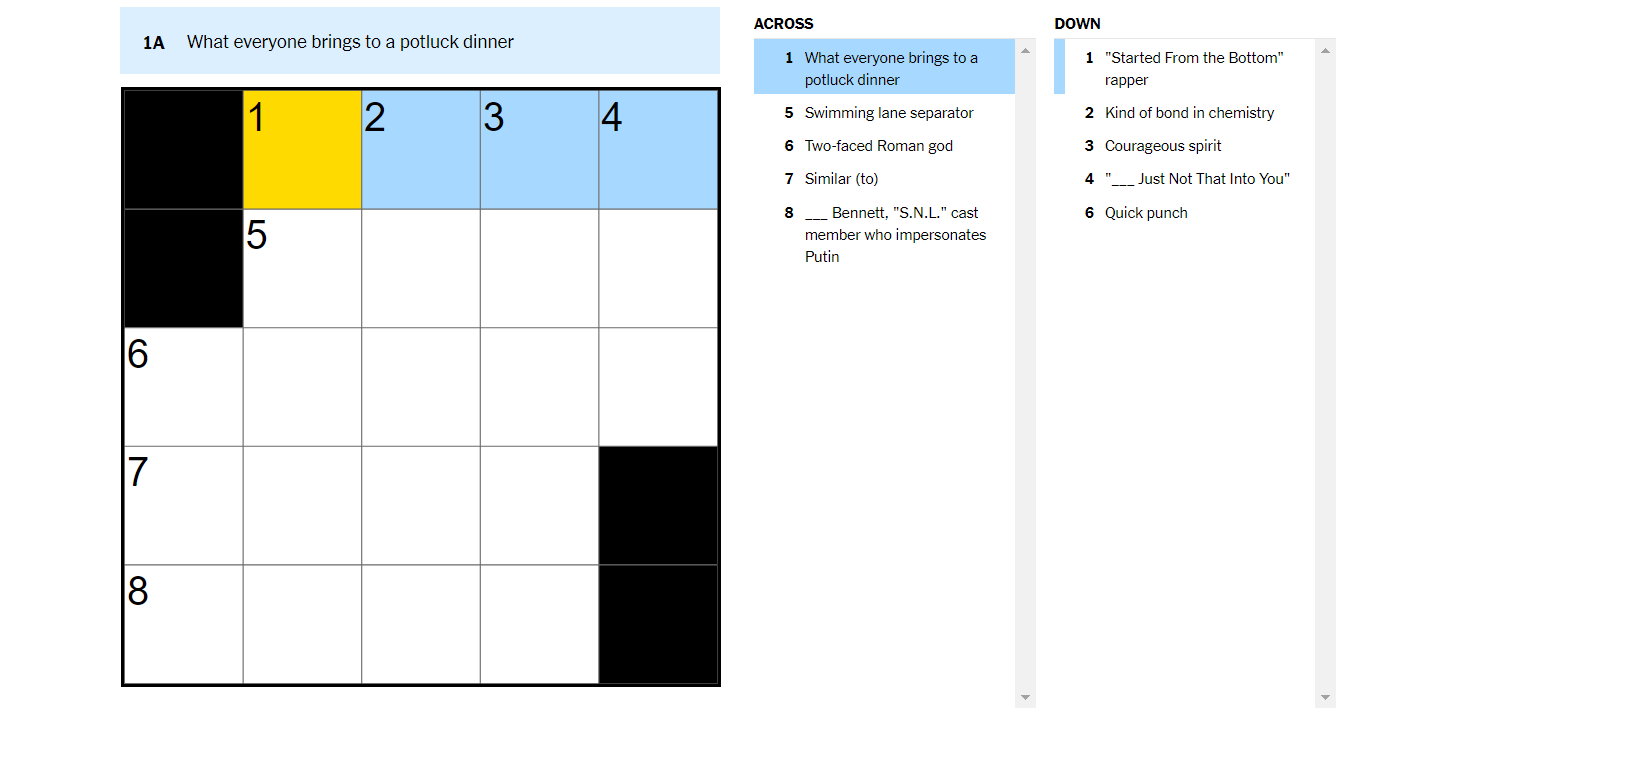 1A What everyone brings to a potluck dinner
1 2 3 4
5
6
7
8
ACROSS
1 What everyone brings to a
potluck dinner
5 Swimming lane separator
6 Two-faced Roman god
7 Similar (to)
8 ___ Bennett, "S.N.L." cast
member who impersonates
Putin
DOWN
1 "Started From the Bottom"
rapper
2 Kind of bond in chemistry
3 Courageous spirit
4 "___ Just Not That Into You"
6 Quick punch